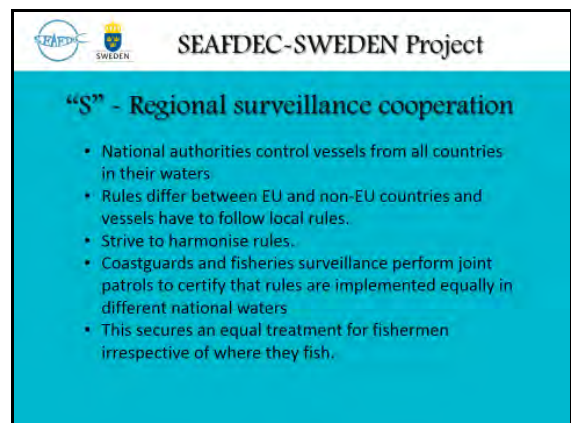 SEAFDEC
SWEDEN
SEAFDEC-SWEDEN Project
“S” - Regional surveillance cooperation
• National authorities control vessels from all countries
in their waters
• Rules differ between EU and non-EU countries and
vessels have to follow local rules.
• Strive to harmonise rules.
• Coastguards and fisheries surveillance perform joint
patrols to certify that rules are implemented equally in
different national waters
• This secures an equal treatment for fishermen
irrespective of where they fish.